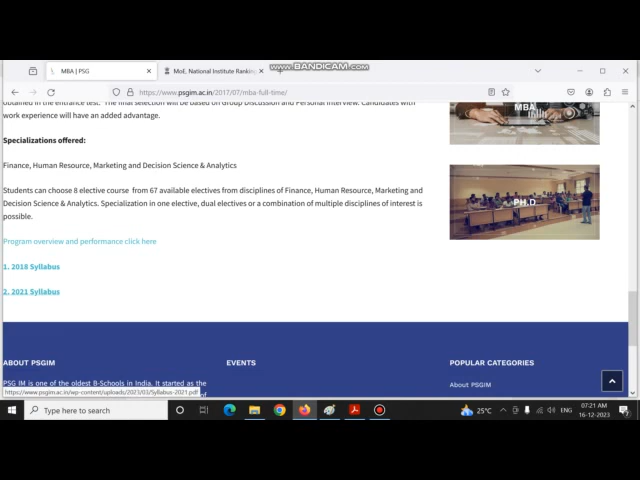 www.BANDICAM.com
MBA | PSG
MoE, National Institute Ranking
https://www.psgim.ac.in/2017/07/mba-full-time/
obtained in the entrance test. The final selection will be based on Group Discussion and Personal Interview. Candidates with
work experience will have an added advantage.
MBA
Specializations offered:
Finance, Human Resource, Marketing and Decision Science & Analytics
Students can choose 8 elective course from 67 available electives from disciplines of Finance, Human Resource, Marketing and
Decision Science & Analytics. Specialization in one elective, dual electives or a combination of multiple disciplines of interest is
possible.
PH.D
Program overview and performance click here
1. 2018 Syllabus
2. 2021 Syllabus
ABOUT PSGIM
EVENTS
POPULAR CATEGORIES
PSG IM is one of the oldest B-Schools in India. It started as the
About PSGIM
https://www.psgim.ac.in/wp-content/uploads/2023/03/Syllabus-2021.pdf
of
Type here to search
25°C
ENG
07:21 AM
16-12-2023